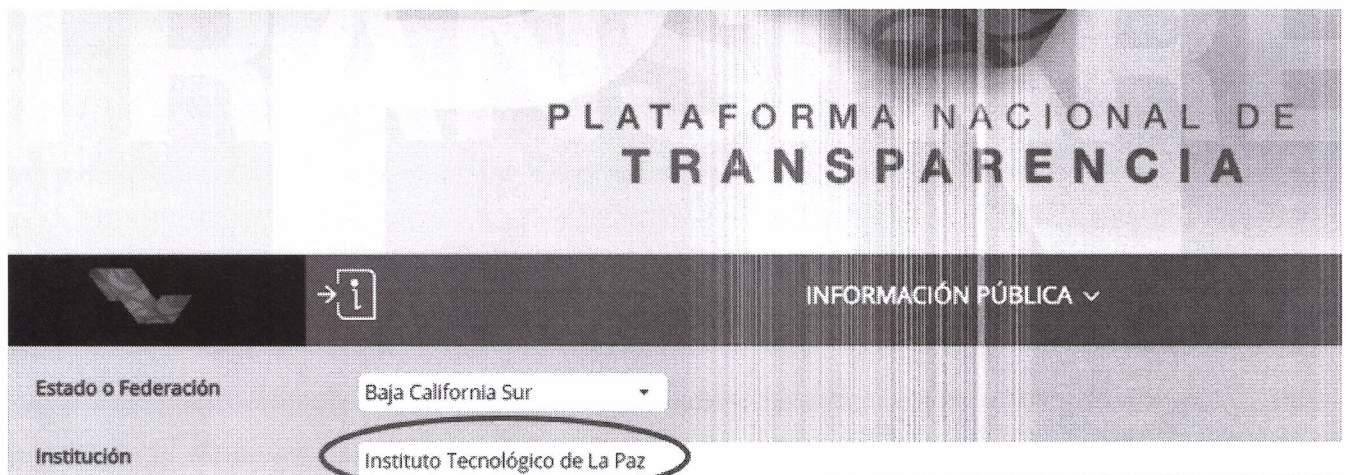 PLATAFORMA NACIONAL DE
TRANSPARENCIA
INFORMACIÓN PÚBLICA
Estado o Federación
Baja California Sur
Institución
Instituto Tecnológico de La Paz